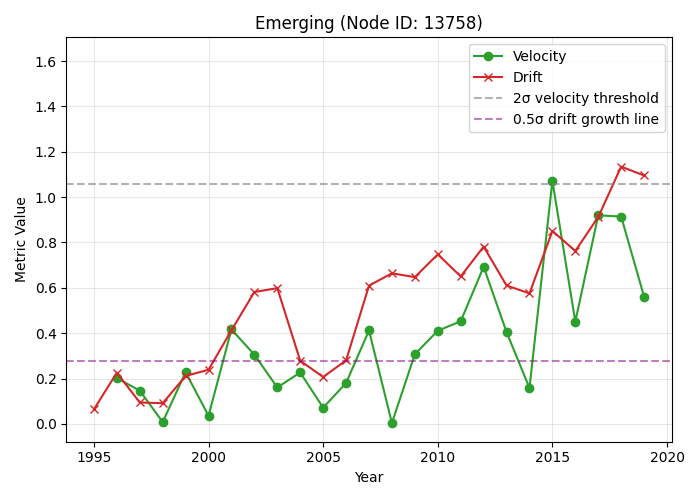 Emerging (Node ID: 13758)
Velocity
Drift
2σ velocity threshold
0.5σ drift growth line
Metric Value
1.6
1.4
1.2
1.0
0.8
0.6
0.4
0.2
0.0
1995 2000 2005 2010 2015 2020
Year